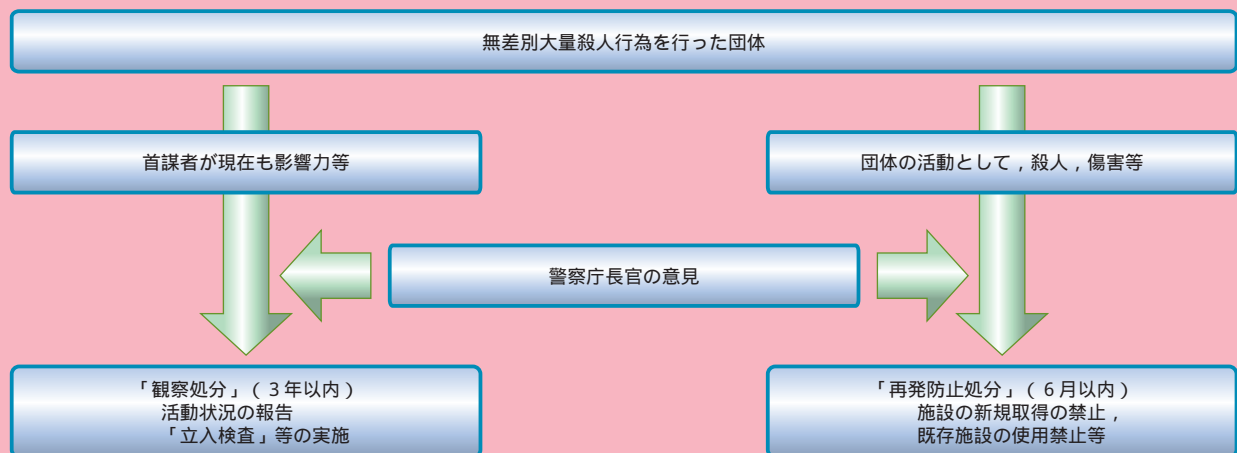 無差別大量殺人行為を行った団体
首謀者が現在も影響力等
団体の活動として，殺人，傷害等
警察庁長官の意見
「観察処分」（３年以内）
活動状況の報告
「立入検査」等の実施
「再発防止処分」（６月以内）
施設の新規取得の禁止，
既存施設の使用禁止等